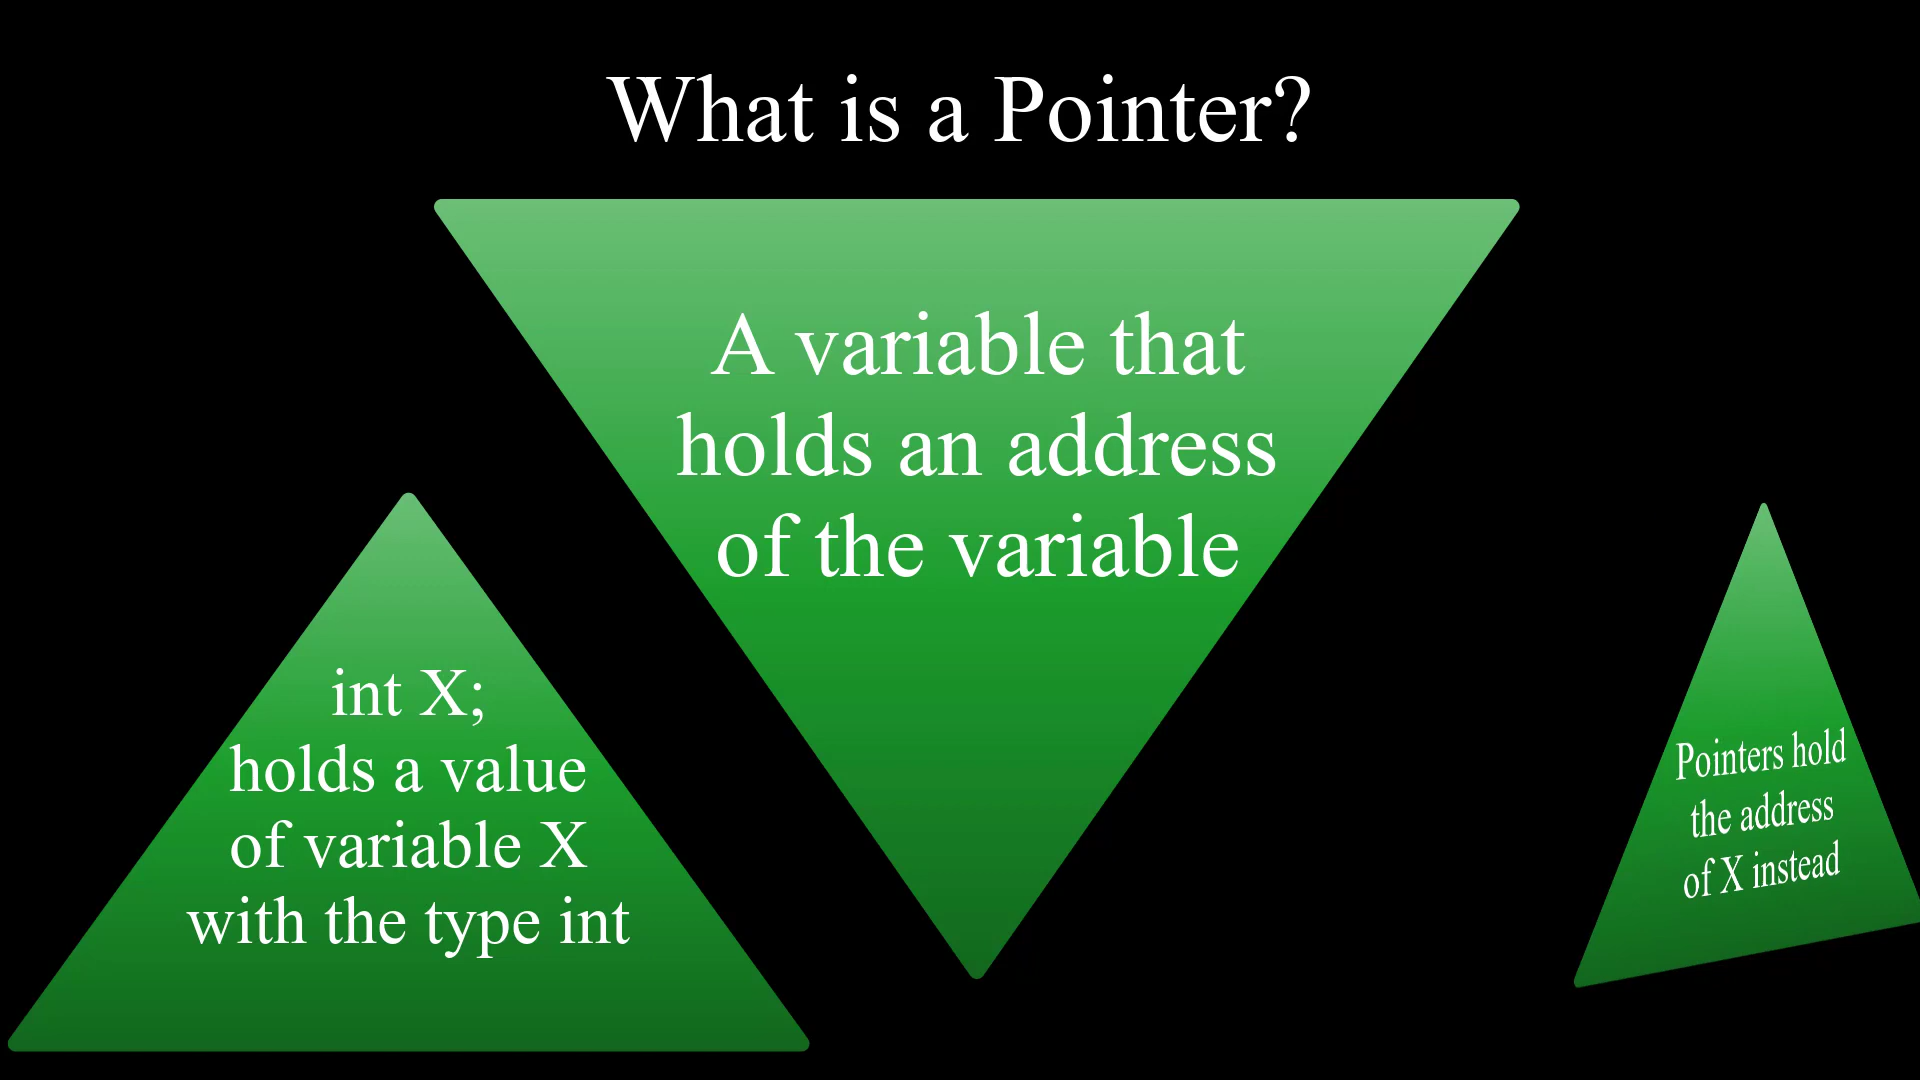 What is a Pointer?
A variable that
holds an address
of the variable
int X;
holds a value
of variable X
with the type int
Pointers hold
the address
of X instead